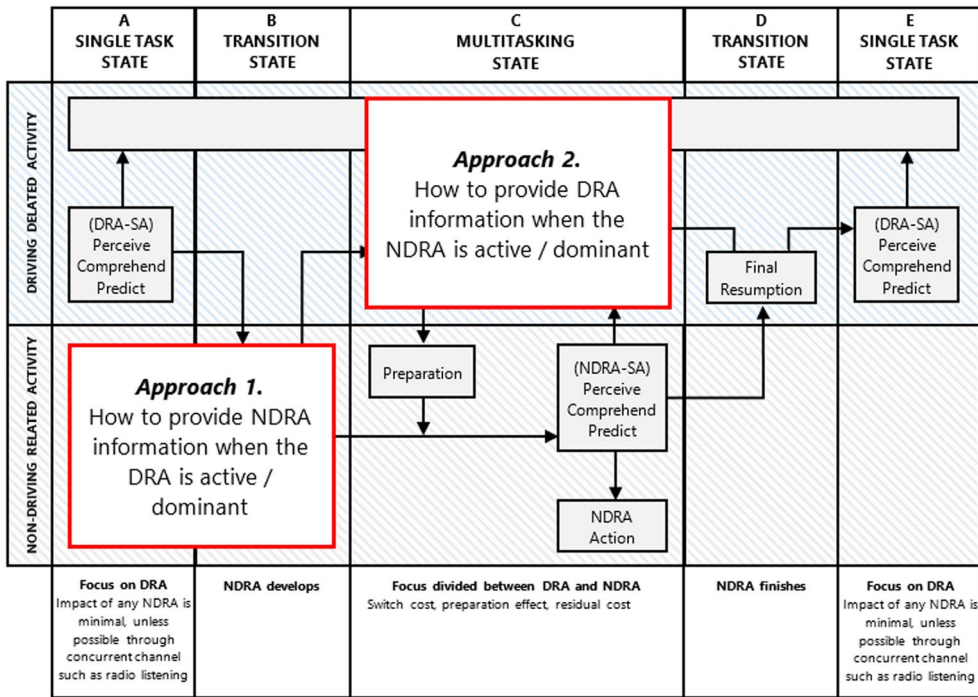 A
SINGLE TASK
STATE
B
TRANSITION
STATE
C
MULTITASKING
STATE
D
TRANSITION
STATE
E
SINGLE TASK
STATE
DRIVING DELATED ACTIVITY
(DRA-SA)
Perceive
Comprehend
Predict
Approach 2.
How to provide DRA
information when the
NDRA is active / dominant
Final
Resumption
(DRA-SA)
Perceive
Comprehend
Predict
NON-DRIVING RELATED ACTIVITY
Approach 1.
How to provide NDRA
information when the
DRA is active /
dominant
Preparation
(NDRA-SA)
Perceive
Comprehend
Predict
NDRA
Action
Focus on DRA
Impact of any NDRA is
minimal, unless
possible through
concurrent channel
such as radio listening
NDRA develops
Focus divided between DRA and NDRA
Switch cost, preparation effect, residual cost
NDRA finishes
Focus on DRA
Impact of any NDRA is
minimal, unless
possible through
concurrent channel
such as radio listening